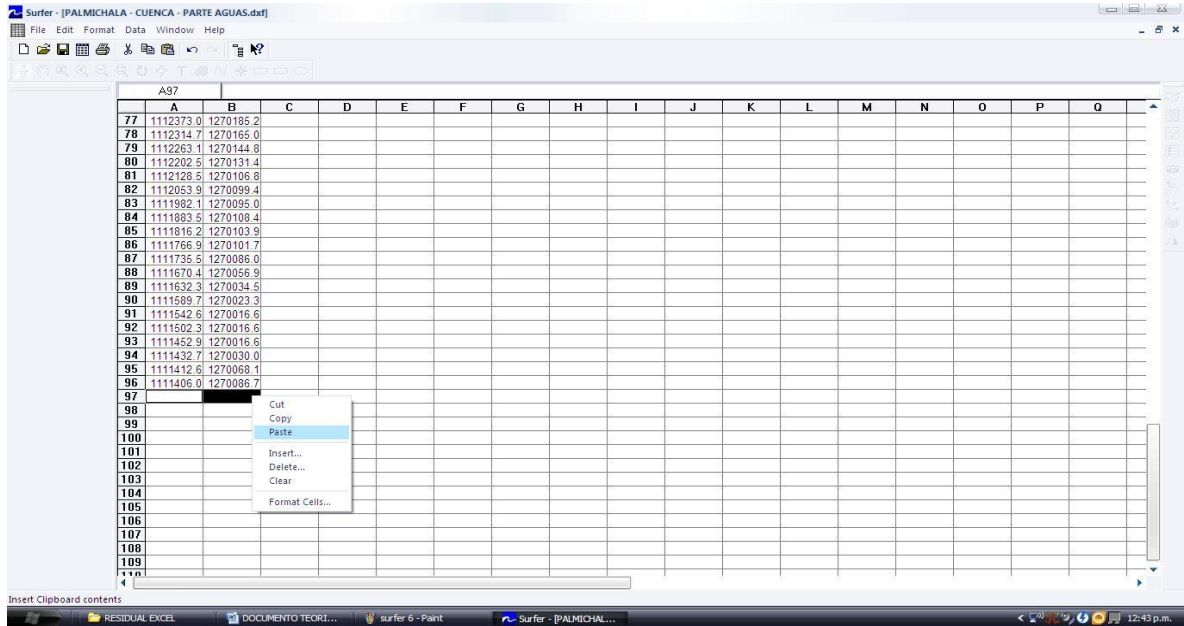 Surfer - [PALMICHALA - CUENCA - PARTE AGUAS.dxf]
File Edit Format Data Window Help
A97
A B C D E F G H I J K L M N O P Q
77 1112373.0 1270185.2
78 1112314.7 1270165.0
79 1112263.1 1270144.8
80 1112202.5 1270131.4
81 1112128.5 1270106.8
82 1112053.9 1270099.4
83 1111982.1 1270095.0
84 1111883.5 1270108.4
85 1111816.2 1270103.9
86 1111766.9 1270101.7
87 1111735.5 1270086.0
88 1111670.4 1270056.9
89 1111632.3 1270034.5
90 1111589.7 1270023.3
91 1111542.6 1270016.6
92 1111502.3 1270016.6
93 1111452.9 1270016.6
94 1111432.7 1270030.0
95 1111412.6 1270068.1
96 1111406.0 1270086.7
97
98
99
100
101
102
103
104
105
106
107
108
109
110
Cut
Copy
Paste
Insert...
Delete...
Clear
Format Cells...
Insert Clipboard contents
RESIDUAL EXCEL DOCUMENTO TEORI... surfer 6 - Paint Surfer - [PALMICHAL... 12:43 p.m.